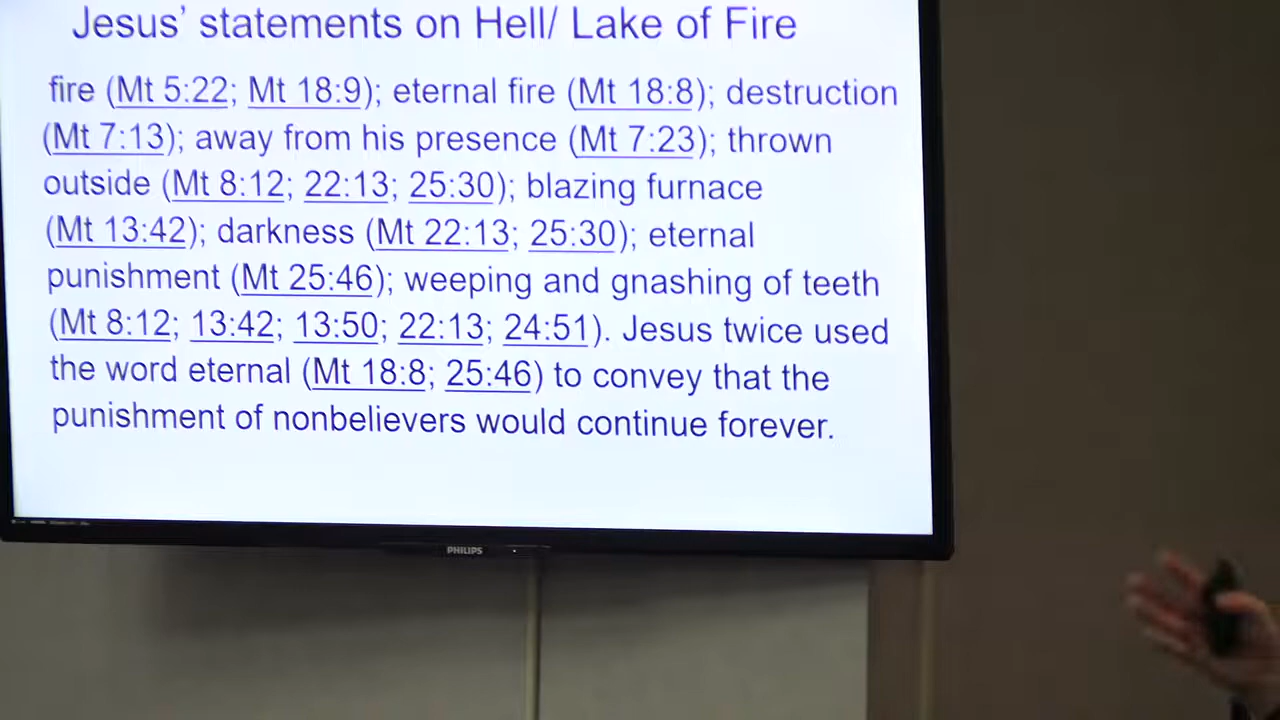 Jesus’ statements on Hell/ Lake of Fire
fire (Mt 5:22; Mt 18:9); eternal fire (Mt 18:8); destruction
(Mt 7:13); away from his presence (Mt 7:23); thrown
outside (Mt 8:12; 22:13; 25:30); blazing furnace
(Mt 13:42); darkness (Mt 22:13; 25:30); eternal
punishment (Mt 25:46); weeping and gnashing of teeth
(Mt 8:12; 13:42; 13:50; 22:13; 24:51). Jesus twice used
the word eternal (Mt 18:8; 25:46) to convey that the
punishment of nonbelievers would continue forever.
PHILIPS